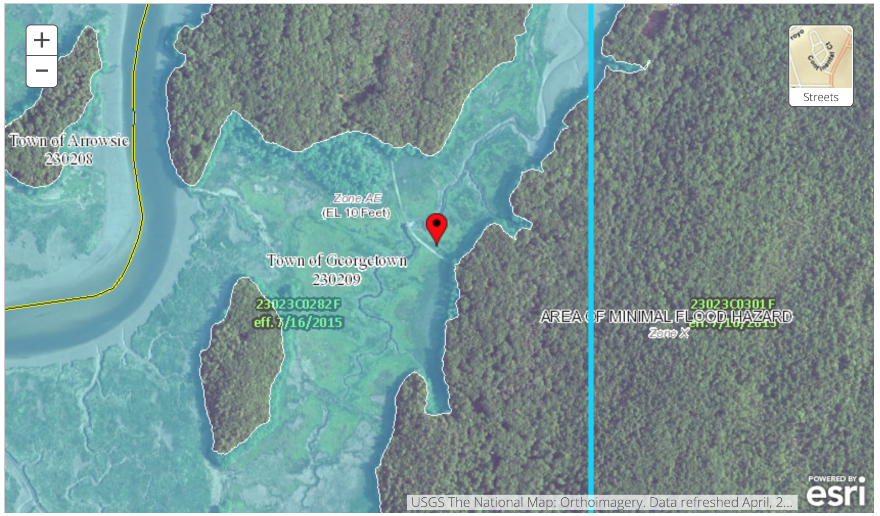 +
−
Streets
Town of Arrowsic
230208
Zone AE
(EL 10 Feet)
Town of Georgetown
230209
23023C0282F
eff. 7/16/2015
23023C0301F
eff. 7/16/2015
AREA OF MINIMAL FLOOD HAZARD
Zone X
USGS The National Map: Orthoimagery. Data refreshed April, 2...
POWERED BY
esri